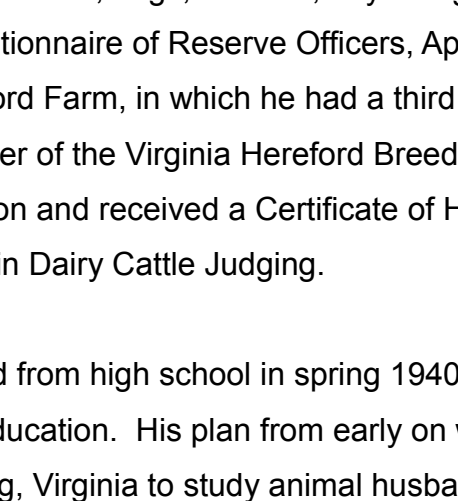 tionnaire of Reserve Officers, Ap
ord Farm, in which he had a third
er of the Virginia Hereford Breed
on and received a Certificate of H
in Dairy Cattle Judging.
d from high school in spring 1940
ducation.  His plan from early on
g, Virginia to study animal husba